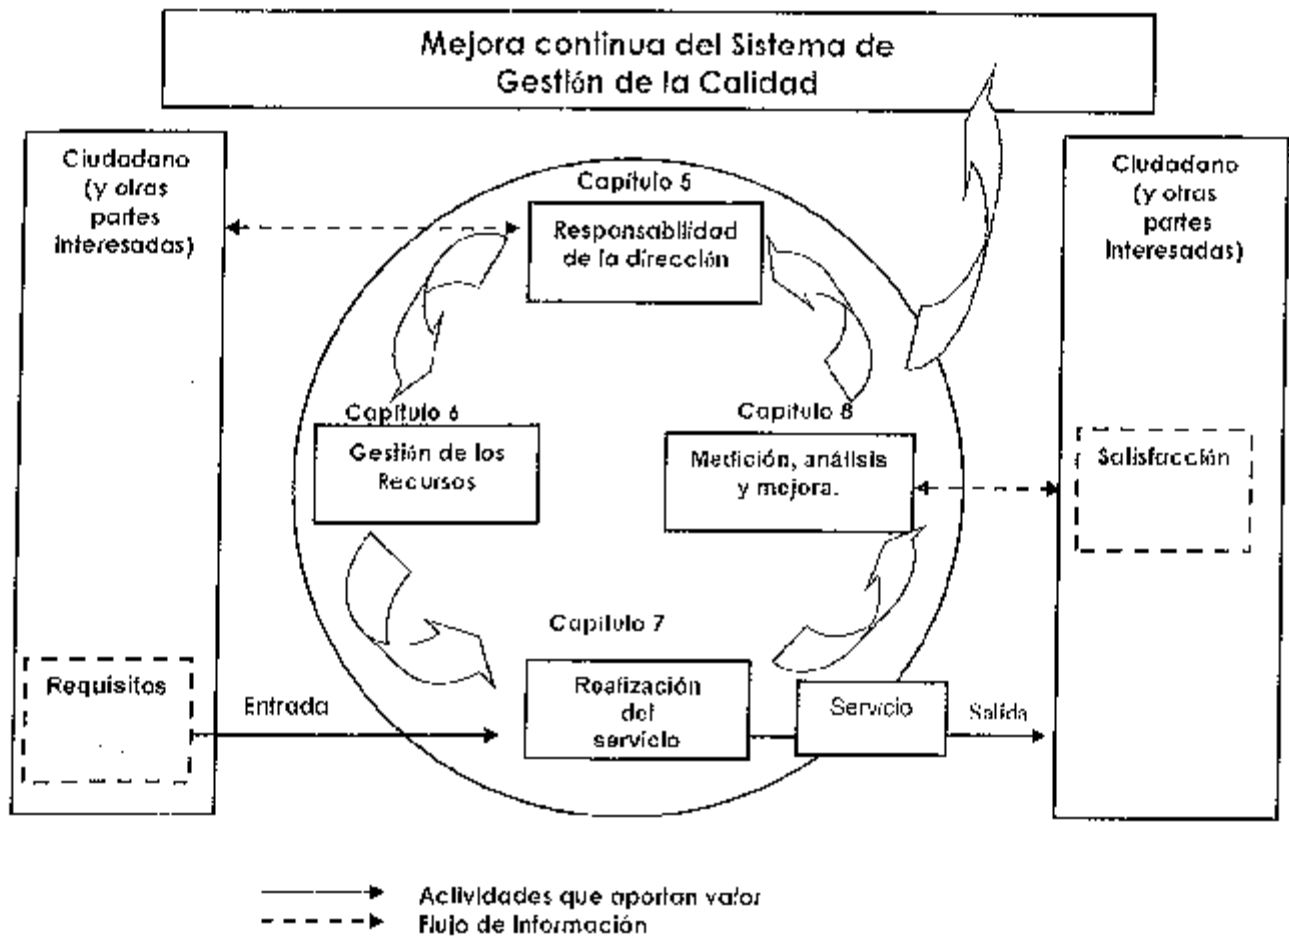 Mejora continua del Sistema de
Gestión de la Calidad
Ciudadano
(y otras
partes
interesadas)
Capítulo 5
Responsabilidad
de la dirección
Ciudadano
(y otras
partes
Interesadas)
Capítulo 6
Gestión de los
Recursos
Capítulo 8
Medición, análisis
y mejora.
Satisfacción
Capítulo 7
Requisitos
Entrada
Realización
del
servicio
Servicio
Salida
Actividades que aportan valor
Flujo de Información